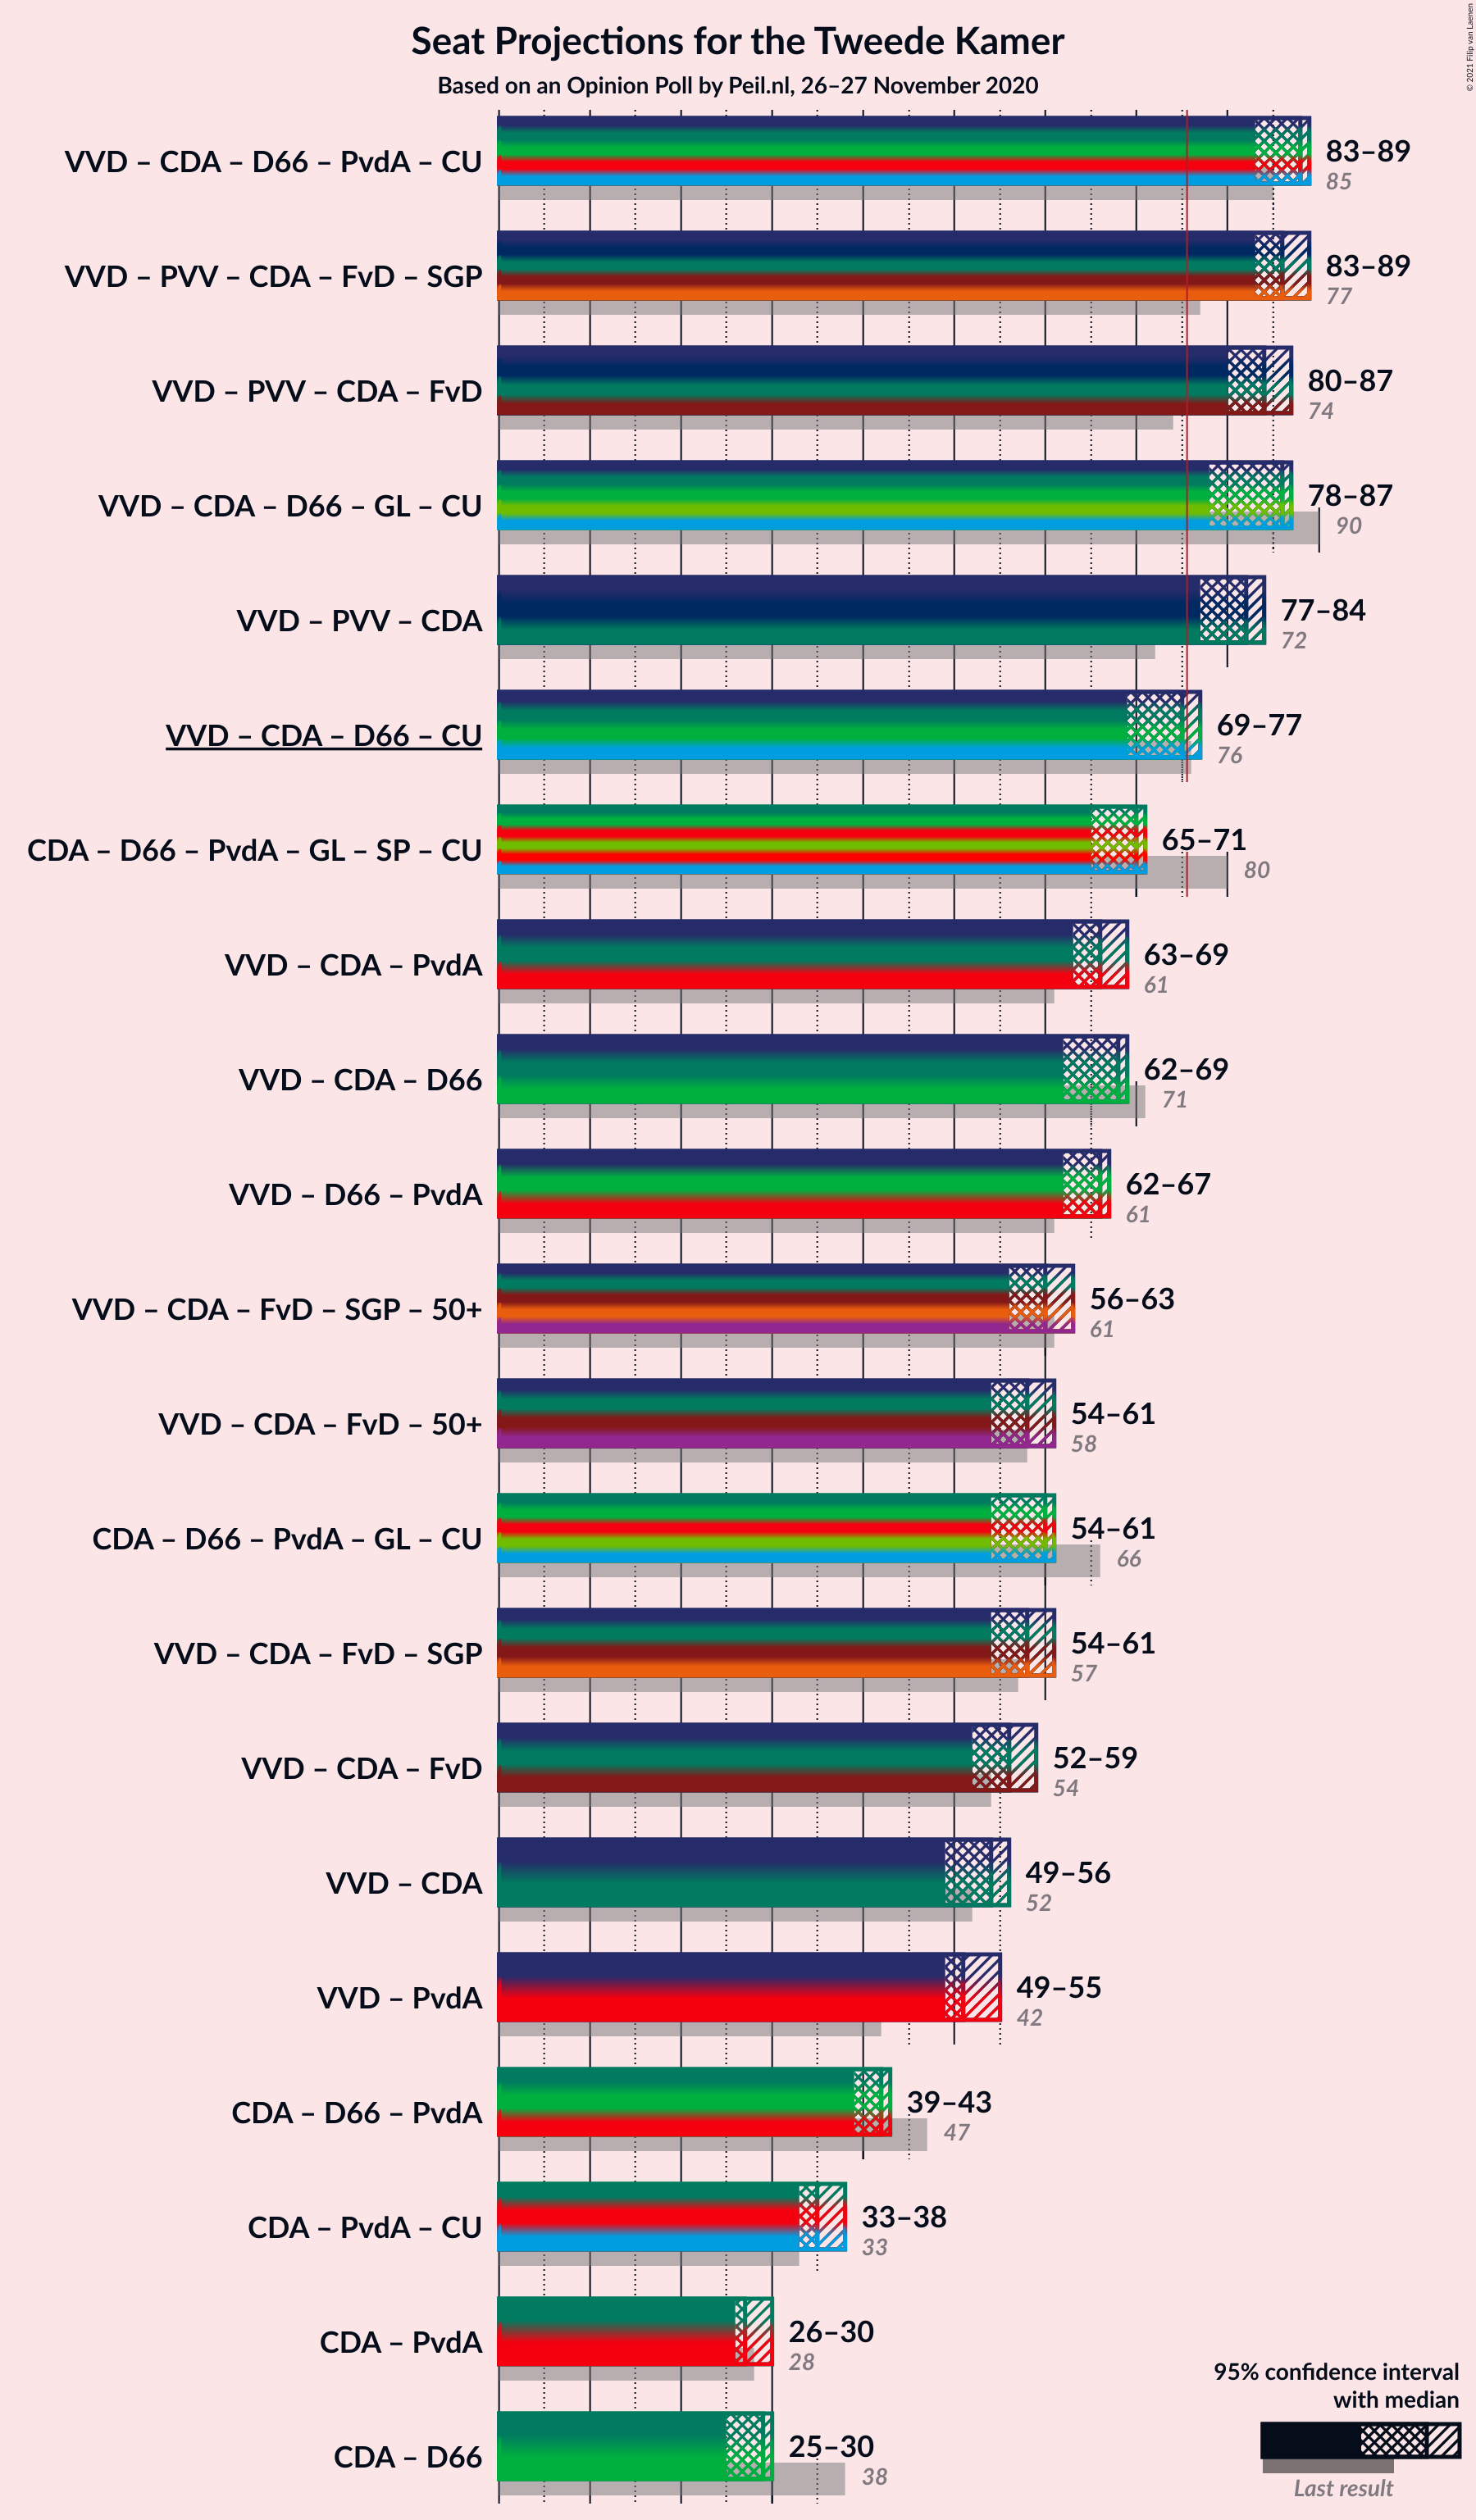 Seat Projections for the Tweede Kamer
Based on an Opinion Poll by Peil.nl, 26–27 November 2020
© 2021 Filip van Laenen
VVD – CDA – D66 – PvdA – CU
83–89
85
VVD – PVV – CDA – FvD – SGP
83–89
77
VVD – PVV – CDA – FvD
80–87
74
VVD – CDA – D66 – GL – CU
78–87
90
VVD – PVV – CDA
77–84
72
VVD – CDA – D66 – CU
69–77
76
CDA – D66 – PvdA – GL – SP – CU
65–71
80
VVD – CDA – PvdA
63–69
61
VVD – CDA – D66
62–69
71
VVD – D66 – PvdA
62–67
61
VVD – CDA – FvD – SGP – 50+
56–63
61
VVD – CDA – FvD – 50+
54–61
58
CDA – D66 – PvdA – GL – CU
54–61
66
VVD – CDA – FvD – SGP
54–61
57
VVD – CDA – FvD
52–59
54
VVD – CDA
49–56
52
VVD – PvdA
49–55
42
CDA – D66 – PvdA
39–43
47
CDA – PvdA – CU
33–38
33
CDA – PvdA
26–30
28
CDA – D66
25–30
38
95% confidence interval
with median
Last result